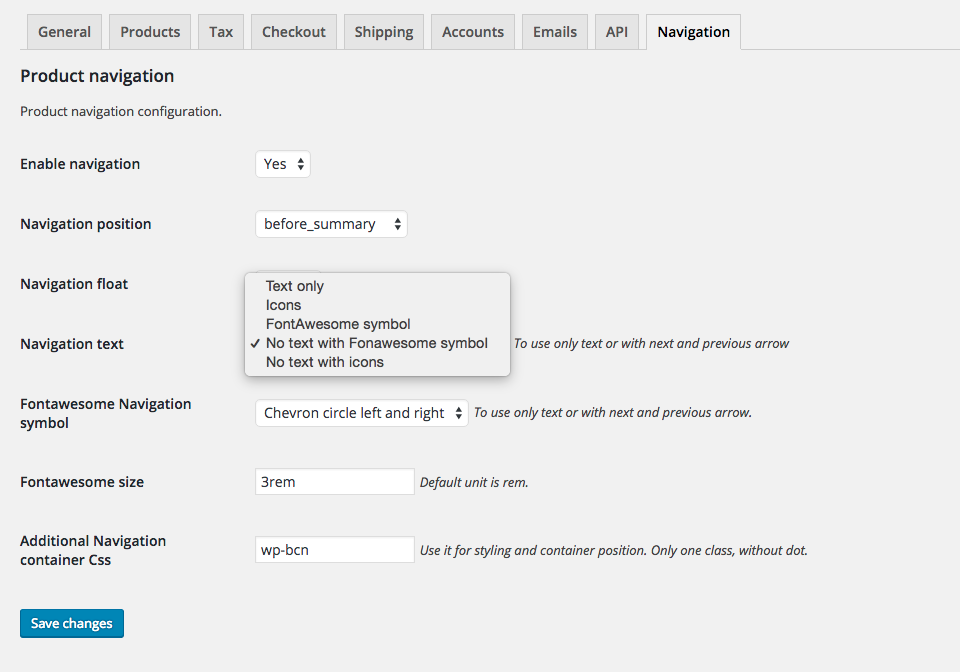 General Products Tax Checkout Shipping Accounts Emails API Navigation
Product navigation
Product navigation configuration.
Enable navigation Yes
Navigation position before_summary
Navigation float
Text only
Icons
FontAwesome symbol
Navigation text ✓ No text with Fonawesome symbol To use only text or with next and previous arrow
No text with icons
Fontawesome Navigation
symbol
Chevron circle left and right To use only text or with next and previous arrow.
Fontawesome size 3rem Default unit is rem.
Additional Navigation
container Css
wp-bcn Use it for styling and container position. Only one class, without dot.
Save changes